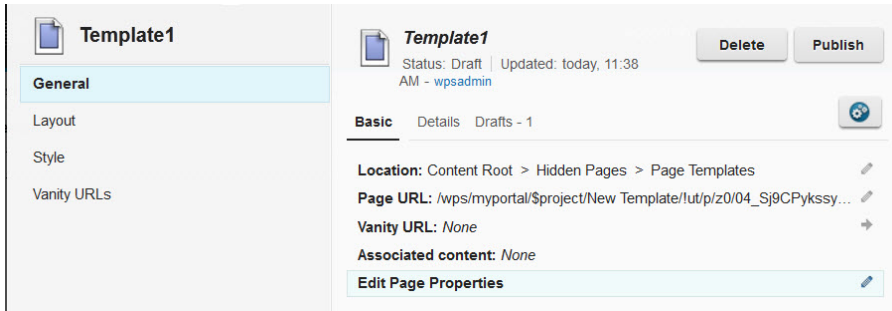 Template1
General
Layout
Style
Vanity URLs
Template1
Status: Draft | Updated: today, 11:38
AM - wpsadmin
Delete
Publish
Basic Details Drafts - 1
Location: Content Root > Hidden Pages > Page Templates
Page URL: /wps/myportal/$project/New Template/!ut/p/z0/04_Sj9CPykssy...
Vanity URL: None
Associated content: None
Edit Page Properties